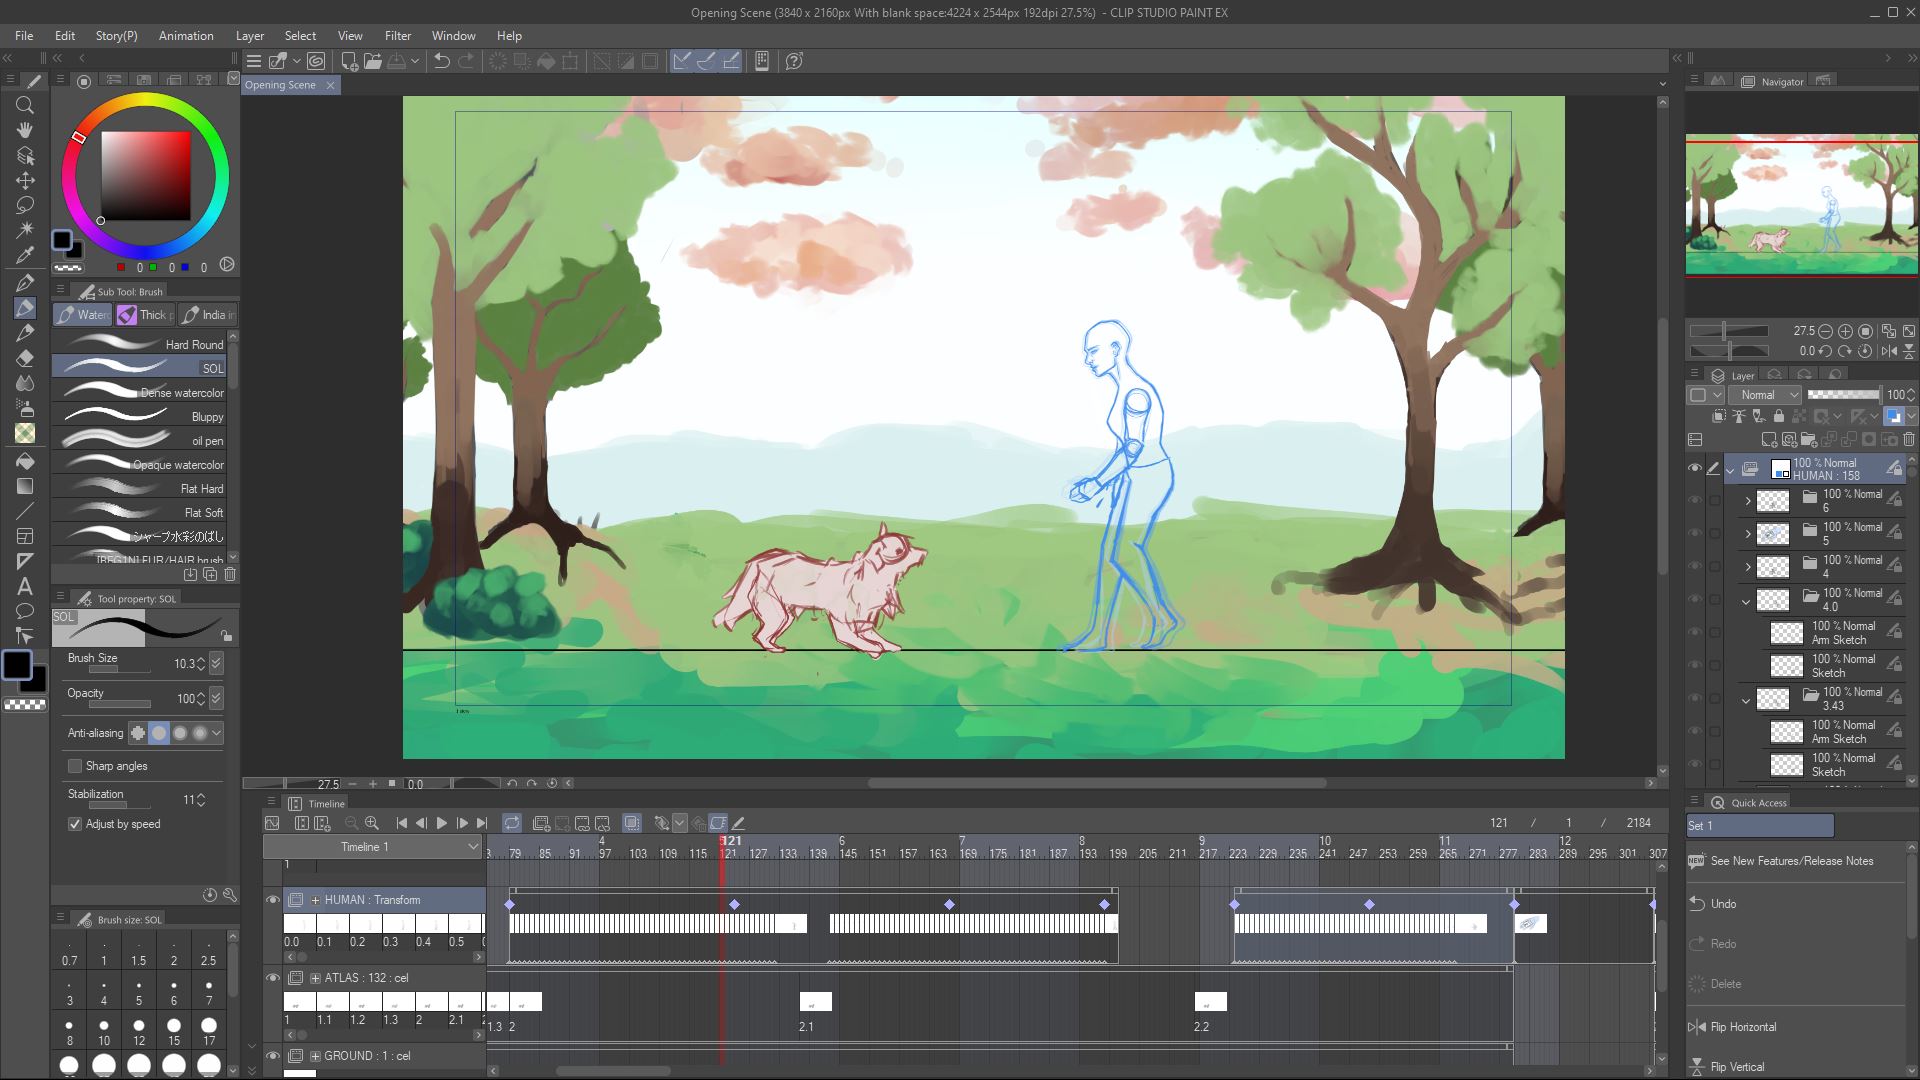 Opening Scene (3840 x 2160px With blank space:4224 x 2544px 192dpi 27.5%) - CLIP STUDIO PAINT EX
File Edit Story(P) Animation Layer Select View Filter Window Help
Opening Scene
Navigator
0 0 0
Sub Tool: Brush
Thick
India
Hard Round
SOL
Dense watercolor
Bluppy
oil pen
Opaque watercolor
Flat Hard
Flat Soft
シャープ水彩のばし
[BEG1N] FUR/HAIR brush
Tool property: SOL
SOL
Brush Size 10.3
Opacity 100
Anti-aliasing
Sharp angles
Stabilization 11
Adjust by speed
Brush size: SOL
0.7 1 1.5 2 2.5
3 4 5 6 7
8 10 12 15 17
27.5 0.0
Timeline
121 / 1 / 2184
Timeline 1
4 121 6 7 8 9 10 11 12
79 85 91 97 103 109 115 121 127 133 139 145 151 157 163 169 175 181 187 193 199 205 211 217 223 229 235 241 247 253 259 265 271 277 283 289 295 301 307
1
HUMAN : Transform
0.0 0.1 0.2 0.3 0.4 0.5
ATLAS : 132 : cel
1 1.1 1.2 1.3 2 2.1
1.3 2 2.1 2.2
GROUND : 1 : cel
27.5
0.0
Layer
Normal 100
100 % Normal
HUMAN : 158
100 % Normal
6
100 % Normal
5
100 % Normal
4
100 % Normal
4.0
100 % Normal
Arm Sketch
100 % Normal
Sketch
100 % Normal
3.43
100 % Normal
Arm Sketch
100 % Normal
Sketch
Quick Access
Set 1
NEW See New Features/Release Notes
Undo
Redo
Delete
Flip Horizontal
Flip Vertical